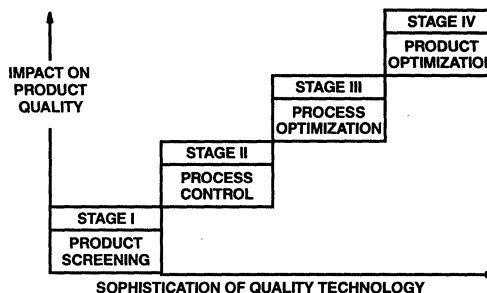 STAGE IV
PRODUCT
OPTIMIZATION
IMPACT ON
PRODUCT
QUALITY
STAGE III
PROCESS
OPTIMIZATION
STAGE II
PROCESS
CONTROL
STAGE I
PRODUCT
SCREENING
SOPHISTICATION OF QUALITY TECHNOLOGY